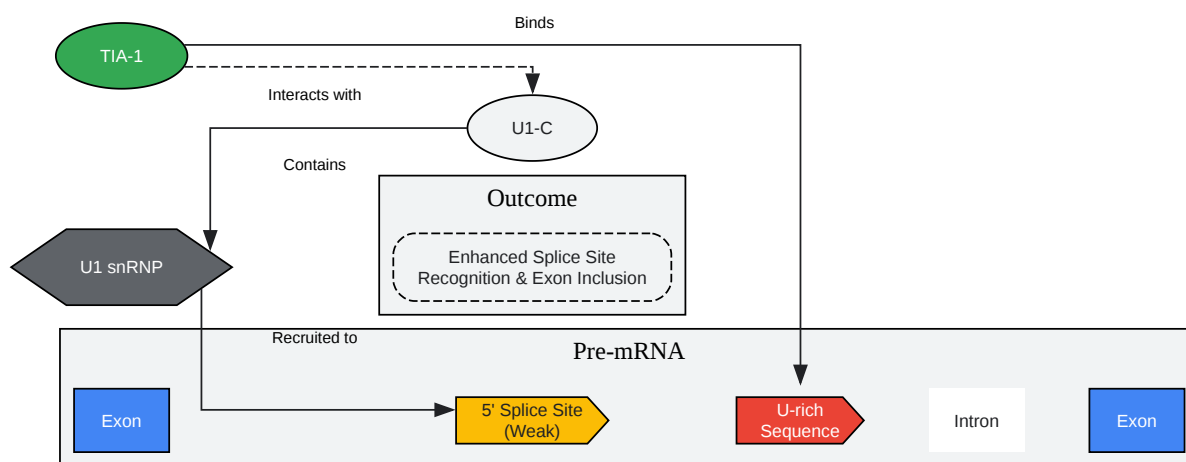 Binds
TIA-1
Interacts with
U1-C
Contains
Outcome
Enhanced Splice Site
Recognition & Exon Inclusion
U1 snRNP
Recruited to
Pre-mRNA
Exon
5' Splice Site
(Weak)
U-rich
Sequence
Intron
Exon